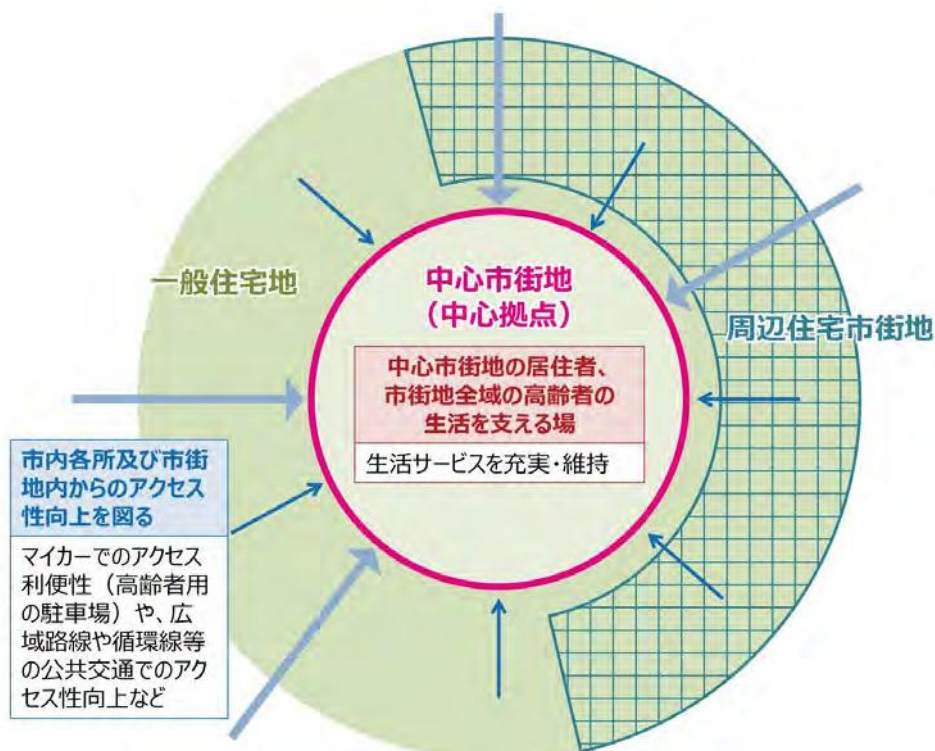 中心市街地
（中心拠点）
中心市街地の居住者、
市街地全域の高齢者の
生活を支える場
生活サービスを充実・維持
一般住宅地
周辺住宅市街地
市内各所及び市街
地内からのアクセス
性向上を図る
マイカーでのアクセス
利便性（高齢者用
の駐車場）や、広
域路線や循環線等
の公共交通でのアク
セス性向上など